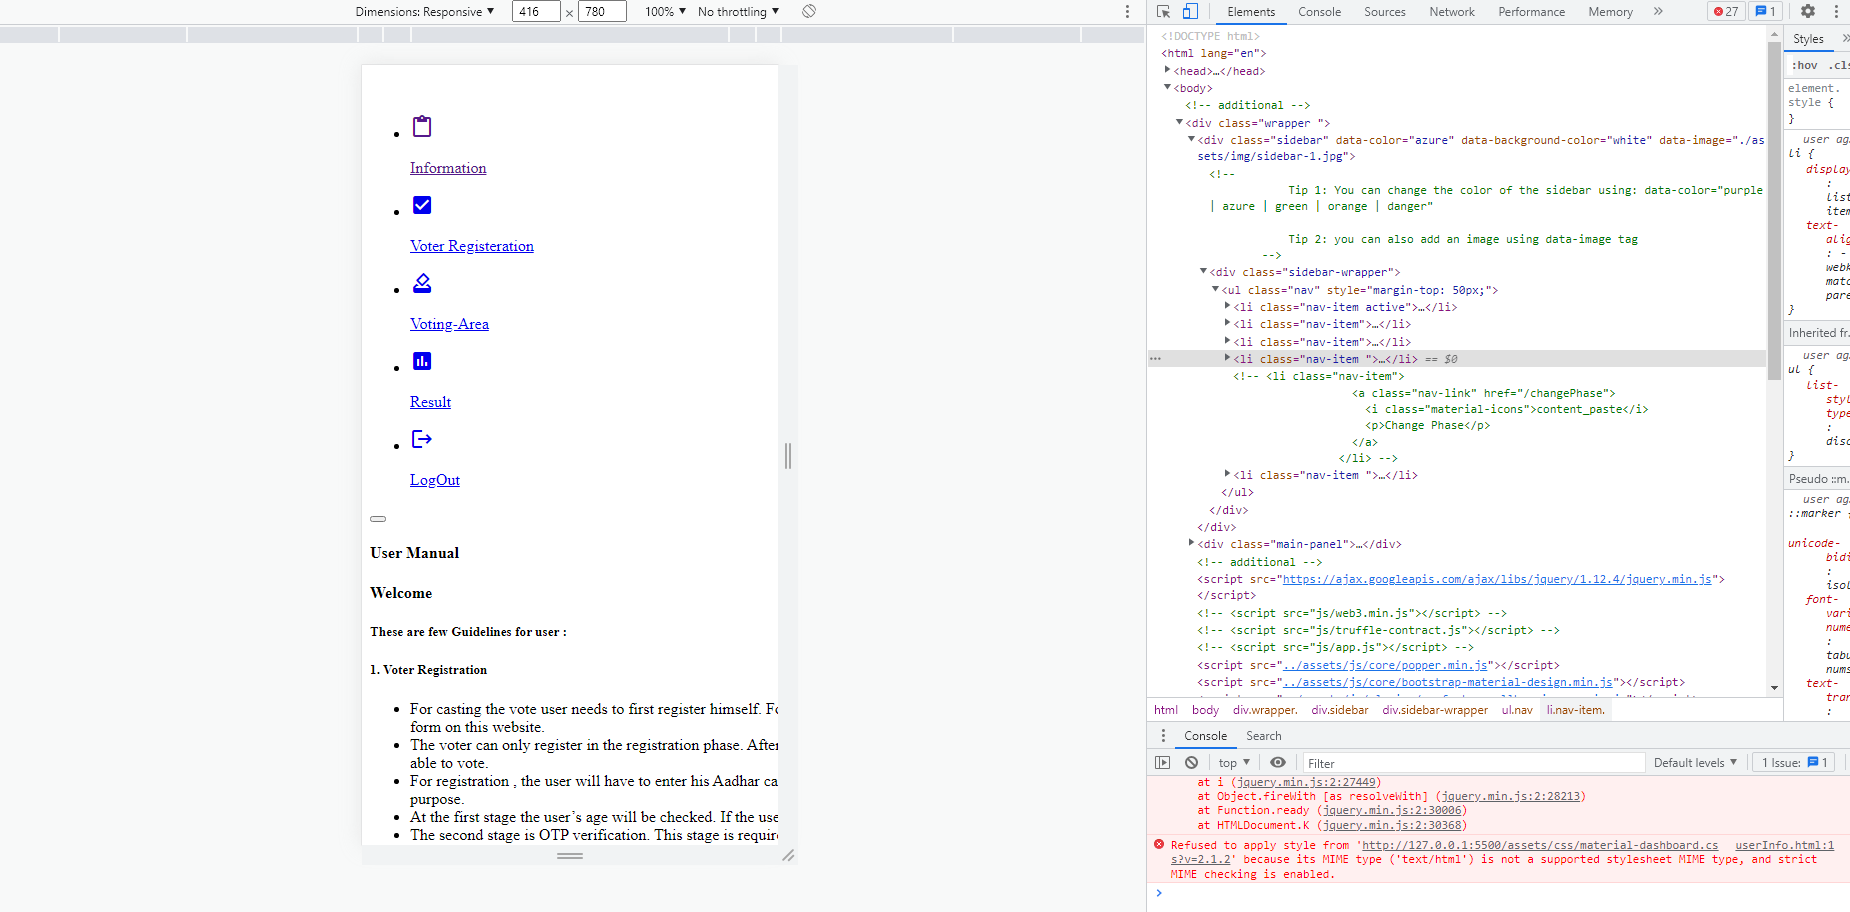 Dimensions: Responsive ▼ 416 × 780 100% ▼ No throttling ▼
Elements Console Sources Network Performance Memory » 27 1
Information
Voter Registeration
Voting-Area
Result
LogOut
User Manual
Welcome
These are few Guidelines for user :
1. Voter Registration
For casting the vote user needs to first register himself. Fo
form on this website.
The voter can only register in the registration phase. After
able to vote.
For registration , the user will have to enter his Aadhar ca
purpose.
At the first stage the user’s age will be checked. If the use
The second stage is OTP verification. This stage is requir
<!DOCTYPE html>
<html lang="en">
<head>…</head>
<body>
<!-- additional -->
<div class="wrapper ">
<div class="sidebar" data-color="azure" data-background-color="white" data-image="./as
sets/img/sidebar-1.jpg">
<!--
Tip 1: You can change the color of the sidebar using: data-color="purple
| azure | green | orange | danger"
Tip 2: you can also add an image using data-image tag
-->
<div class="sidebar-wrapper">
<ul class="nav" style="margin-top: 50px;">
<li class="nav-item active">…</li>
<li class="nav-item">…</li>
<li class="nav-item">…</li>
<li class="nav-item ">…</li> == $0
<!-- <li class="nav-item">
<a class="nav-link" href="/changePhase">
<i class="material-icons">content_paste</i>
<p>Change Phase</p>
</a>
</li> -->
<li class="nav-item ">…</li>
</ul>
</div>
</div>
<div class="main-panel">…</div>
<!-- additional -->
<script src="https://ajax.googleapis.com/ajax/libs/jquery/1.12.4/jquery.min.js">
</script>
<!-- <script src="js/web3.min.js"></script> -->
<!-- <script src="js/truffle-contract.js"></script> -->
<!-- <script src="js/app.js"></script> -->
<script src="../assets/js/core/popper.min.js"></script>
<script src="../assets/js/core/bootstrap-material-design.min.js"></script>
html body div.wrapper. div.sidebar div.sidebar-wrapper ul.nav li.nav-item.
Styles »
:hov .cls
element.
style {
}
user ag
li {
display
:
list
item
text-
alig
: -
webk
matc
pare
}
Inherited fr…
user ag
ul {
list-
styl
type
:
disc
}
Pseudo ::m…
user ag
::marker {
unicode-
bidi
:
isol
font-
vari
nume
:
tabu
nums
text-
tran
:
Console Search
top ▼ Filter Default levels ▼ 1 Issue: 1
at i (jquery.min.js:2:27449)
at Object.fireWith [as resolveWith] (jquery.min.js:2:28213)
at Function.ready (jquery.min.js:2:30006)
at HTMLDocument.K (jquery.min.js:2:30368)
Refused to apply style from 'http://127.0.0.1:5500/assets/css/material-dashboard.cs userInfo.html:1
s?v=2.1.2' because its MIME type ('text/html') is not a supported stylesheet MIME type, and strict
MIME checking is enabled.